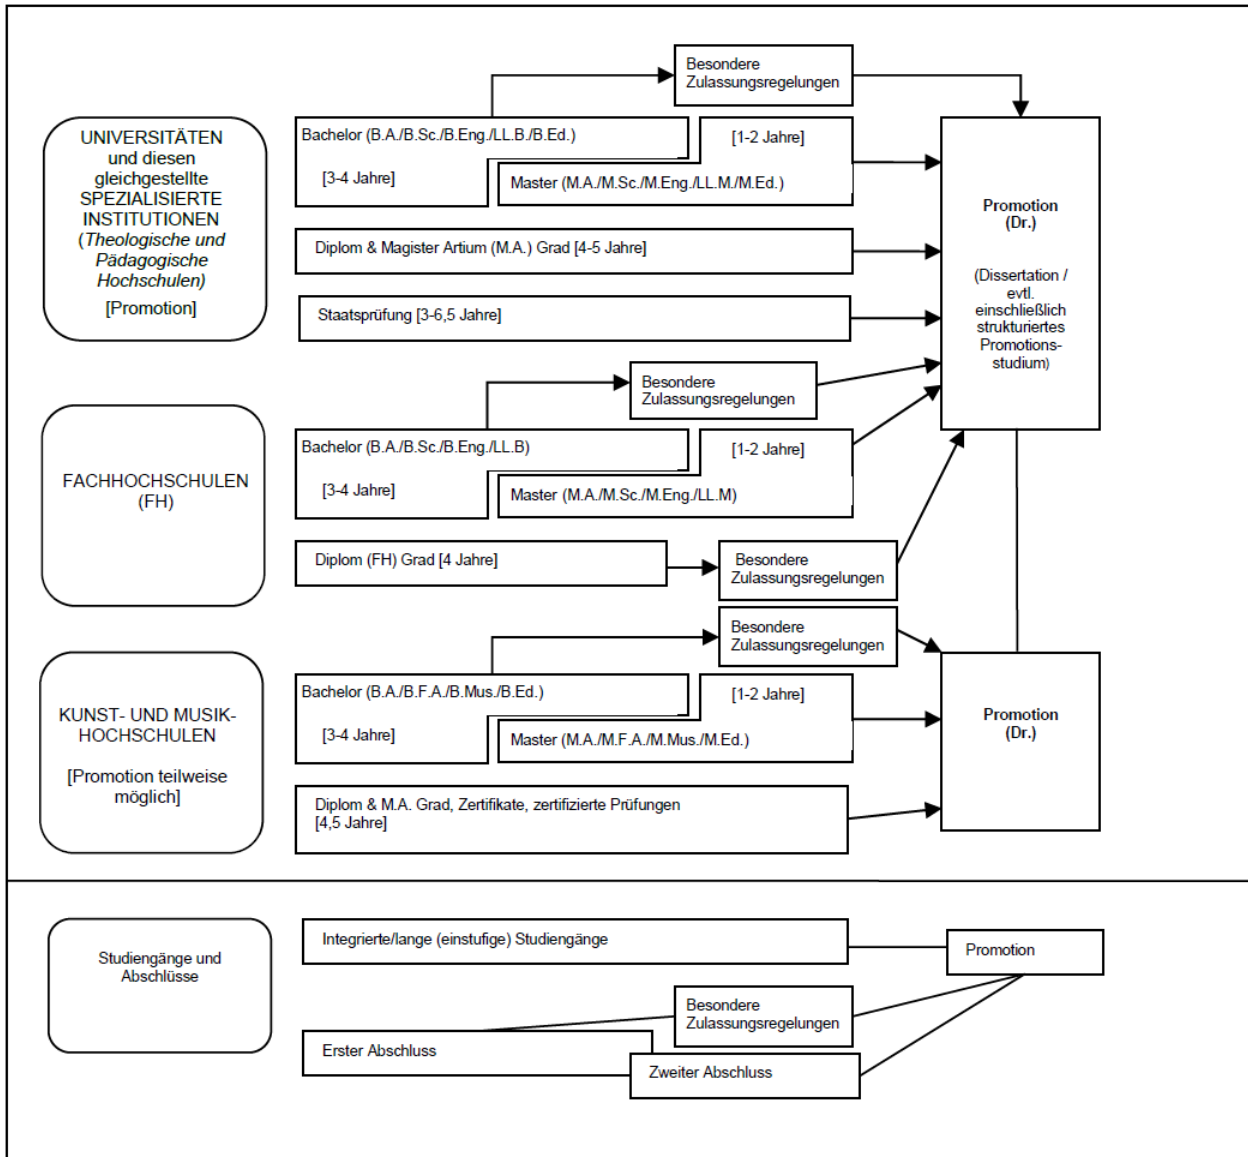 Besondere
Zulassungsregelungen
UNIVERSITÄTEN
und diesen
gleichgestellte
SPEZIALISIERTE
INSTITUTIONEN
(Theologische und
Pädagogische
Hochschulen)
[Promotion]
Bachelor (B.A./B.Sc./B.Eng./LL.B./B.Ed.)
[3-4 Jahre]
[1-2 Jahre]
Master (M.A./M.Sc./M.Eng./LL.M./M.Ed.)
Diplom & Magister Artium (M.A.) Grad [4-5 Jahre]
Staatsprüfung [3-6,5 Jahre]
Promotion
(Dr.)
(Dissertation /
evtl.
einschließlich
strukturiertes
Promotions-
studium)
Besondere
Zulassungsregelungen
FACHHOCHSCHULEN
(FH)
Bachelor (B.A./B.Sc./B.Eng./LL.B)
[3-4 Jahre]
[1-2 Jahre]
Master (M.A./M.Sc./M.Eng./LL.M)
Diplom (FH) Grad [4 Jahre]
Besondere
Zulassungsregelungen
Besondere
Zulassungsregelungen
KUNST- UND MUSIK-
HOCHSCHULEN
[Promotion teilweise
möglich]
Bachelor (B.A./B.F.A./B.Mus./B.Ed.)
[3-4 Jahre]
[1-2 Jahre]
Master (M.A./M.F.A./M.Mus./M.Ed.)
Diplom & M.A. Grad, Zertifikate, zertifizierte Prüfungen
[4,5 Jahre]
Promotion
(Dr.)
Studiengänge und
Abschlüsse
Integrierte/lange (einstufige) Studiengänge
Promotion
Besondere
Zulassungsregelungen
Erster Abschluss
Zweiter Abschluss